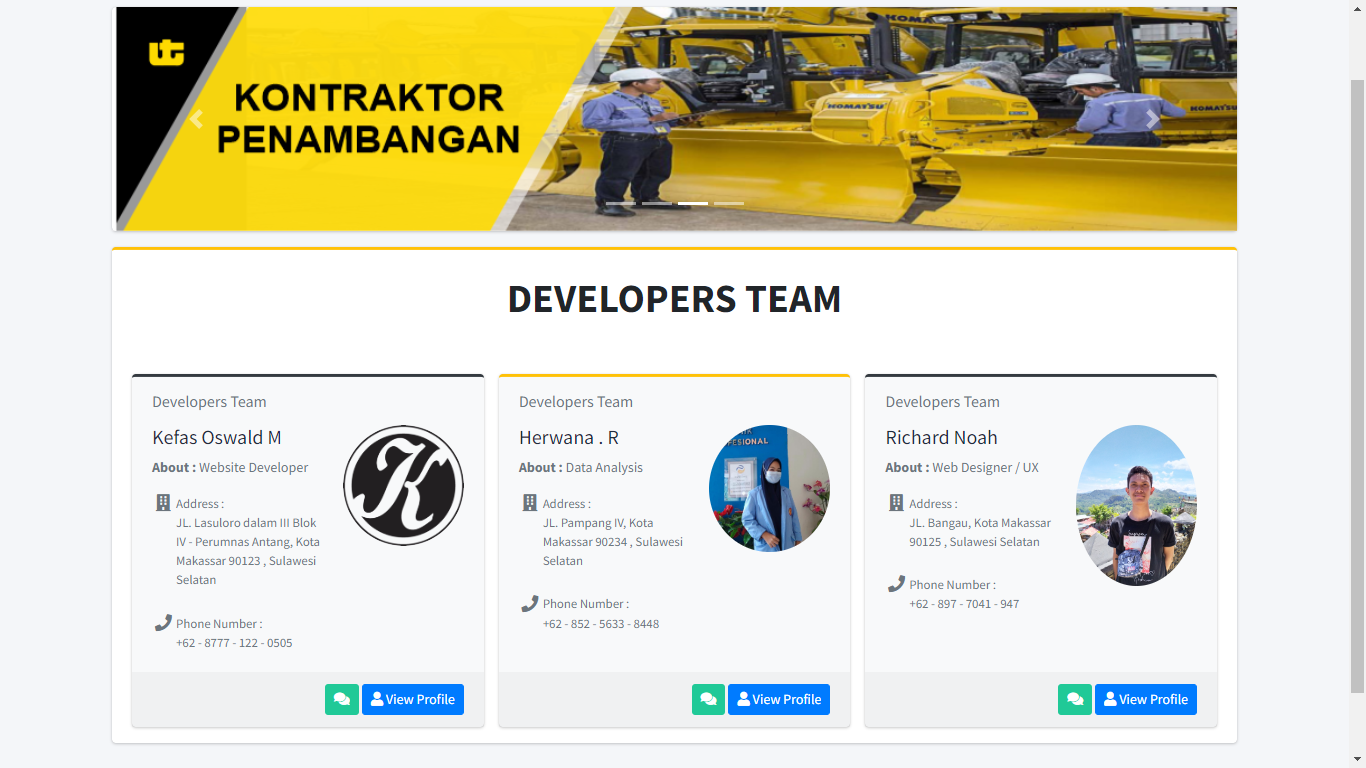 UT
KONTRAKTOR
PENAMBANGAN
KOMATSU
KOMATSU
DEVELOPERS TEAM
Developers Team
Kefas Oswald M
About : Website Developer
Address :
JL. Lasuloro dalam III Blok
IV - Perumnas Antang, Kota
Makassar 90123 , Sulawesi
Selatan
Phone Number :
+62 - 8777 - 122 - 0505
K
View Profile
Developers Team
Herwana . R
About : Data Analysis
Address :
JL. Pampang IV, Kota
Makassar 90234 , Sulawesi
Selatan
Phone Number :
+62 - 852 - 5633 - 8448
View Profile
Developers Team
Richard Noah
About : Web Designer / UX
Address :
JL. Bangau, Kota Makassar
90125 , Sulawesi Selatan
Phone Number :
+62 - 897 - 7041 - 947
View Profile